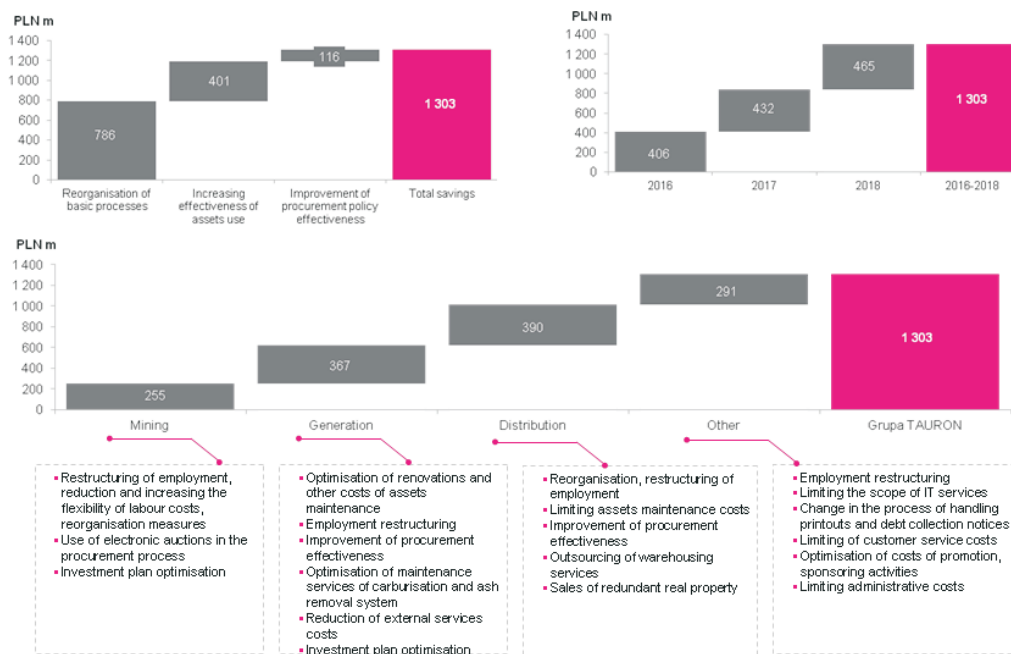 PLN m
1 400
1 200
1 000
800
600
400
200
0
786
401
116
1 303
Reorganisation of
basic processes
Increasing
effectiveness of
assets use
Improvement of
procurement policy
effectiveness
Total savings
PLN m
1 400
1 200
1 000
800
600
400
200
0
406
432
465
1 303
2016
2017
2018
2016-2018
PLN m
1 400
1 200
1 000
800
600
400
200
0
255
367
390
291
1 303
Mining
Generation
Distribution
Other
Grupa TAURON
▪ Restructuring of employment,
reduction and increasing the
flexibility of labour costs,
reorganisation measures
▪ Use of electronic auctions in the
procurement process
▪ Investment plan optimisation
▪ Optimisation of renovations and
other costs of assets
maintenance
▪ Employment restructuring
▪ Improvement of procurement
effectiveness
▪ Optimisation of maintenance
services of carburisation and ash
removal system
▪ Reduction of external services
costs
▪ Investment plan optimisation
▪ Reorganisation, restructuring of
employment
▪ Limiting assets maintenance costs
▪ Improvement of procurement
effectiveness
▪ Outsourcing of warehousing
services
▪ Sales of redundant real property
▪ Employment restructuring
▪ Limiting the scope of IT services
▪ Change in the process of handling
printouts and debt collection notices
▪ Limiting of customer service costs
▪ Optimisation of costs of promotion,
sponsoring activities
▪ Limiting administrative costs